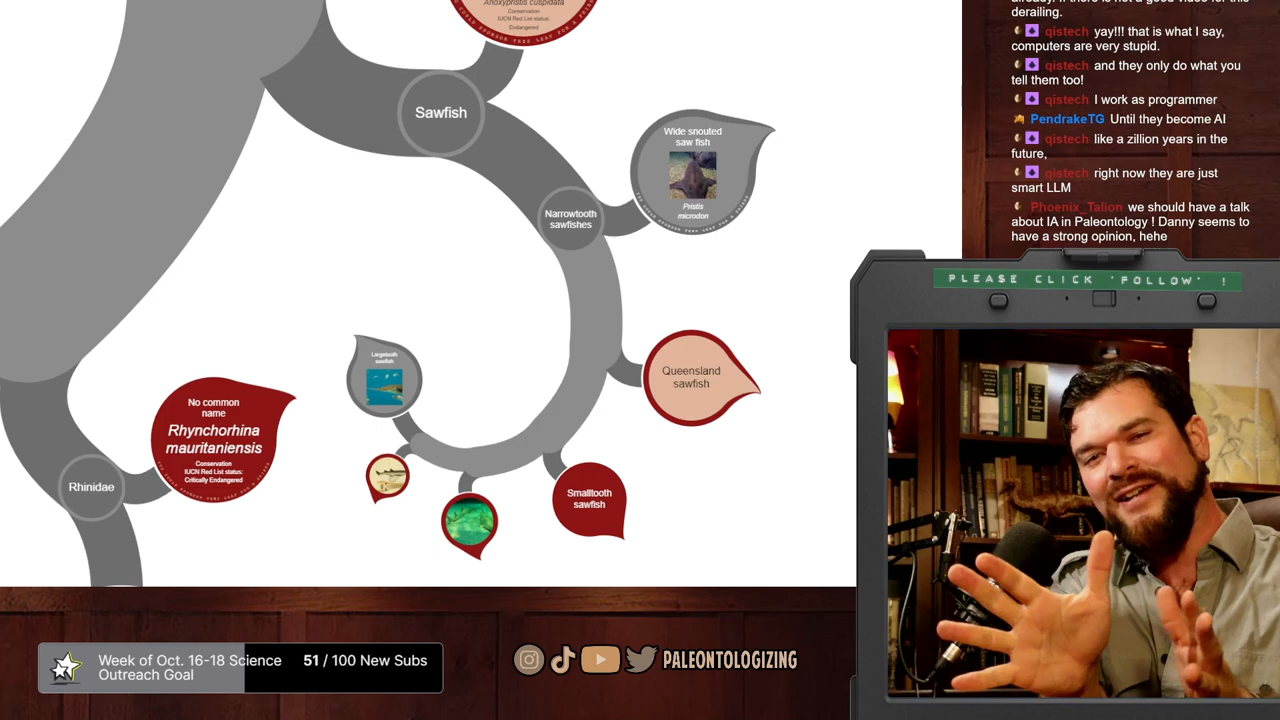 Anoxypristis cuspidata
Conservation
IUCN Red List status:
Endangered
Sawfish
Wide snouted
saw fish
Pristis
microdon
Narrowtooth
sawfishes
Largetooth
sawfish
Queensland
sawfish
No common
name
Rhynchorhina
mauritaniensis
Conservation
IUCN Red List status:
Critically Endangered
Rhinidae
Smalltooth
sawfish
derailing.
qistech yay!!! that is what I say,
computers are very stupid.
qistech and they only do what you
tell them too!
qistech I work as programmer
PendrakeTG Until they become AI
qistech like a zillion years in the
future,
qistech right now they are just
smart LLM
Phoenix_Talion we should have a talk
about IA in Paleontology ! Danny seems to
have a strong opinion, hehe
PLEASE CLICK 'FOLLOW' !
Week of Oct. 16-18 Science 51 / 100 New Subs
Outreach Goal
PALEONTOLOGIZING